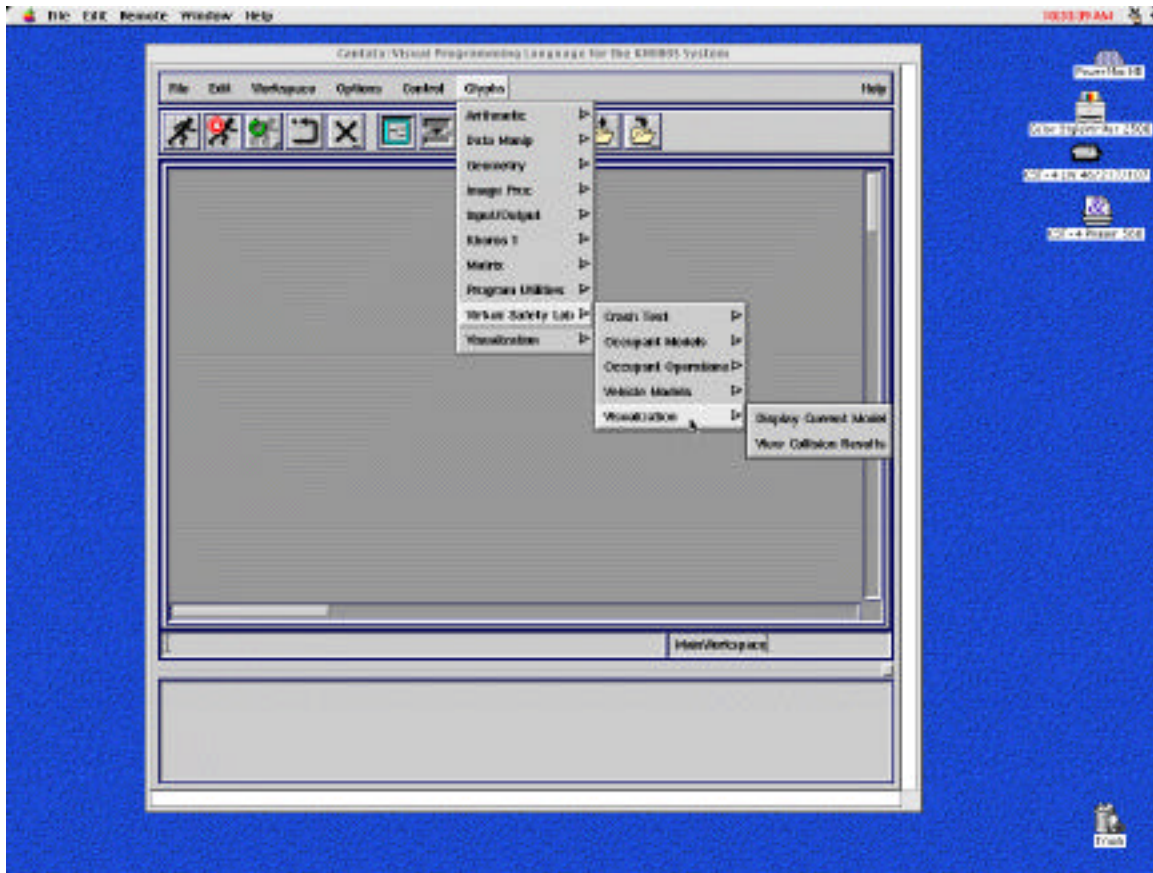 File Edit Remote Window Help
Cantata: Visual Programming Language for the KHOROS System
File Edit Workspace Options Control Glyphs Help
Arithmetic
Data Manip
Geometry
Image Proc
Input/Output
Khoros 1
Matrix
Program Utilities
Virtual Safety Lab
Visualization
Crash Test
Occupant Models
Occupant Operations
Vehicle Models
Visualization
Display Current Model
View Collision Results
MainWorkspace
PowerMac HD
Trash